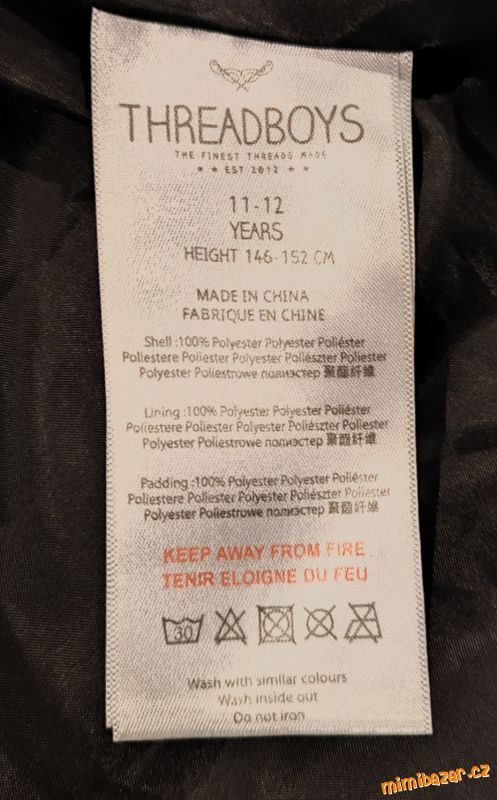 THREADBOYS
THE FINEST THREADS MADE
★ ★ EST 2012 ★ ★
11-12
YEARS
HEIGHT 146-152 CM
MADE IN CHINA
FABRIQUE EN CHINE
Shell :100% Polyester Polyester Poliéster
Poliestere Poliester Polyester Poliészter Poliester
Polyester Poliestrowe полиэстер 聚酯纤维
Lining :100% Polyester Polyester Poliéster
Poliestere Poliester Polyester Poliészter Poliester
Polyester Poliestrowe полиэстер 聚酯纤维
Padding :100% Polyester Polyester Poliéster
Poliestere Poliester Polyester Poliészter Poliester
Polyester Poliestrowe полиэстер 聚酯纤维
KEEP AWAY FROM FIRE
TENIR ELOIGNE DU FEU
30
Wash with similar colours
Wash inside out
Do not iron
mimibazar.cz